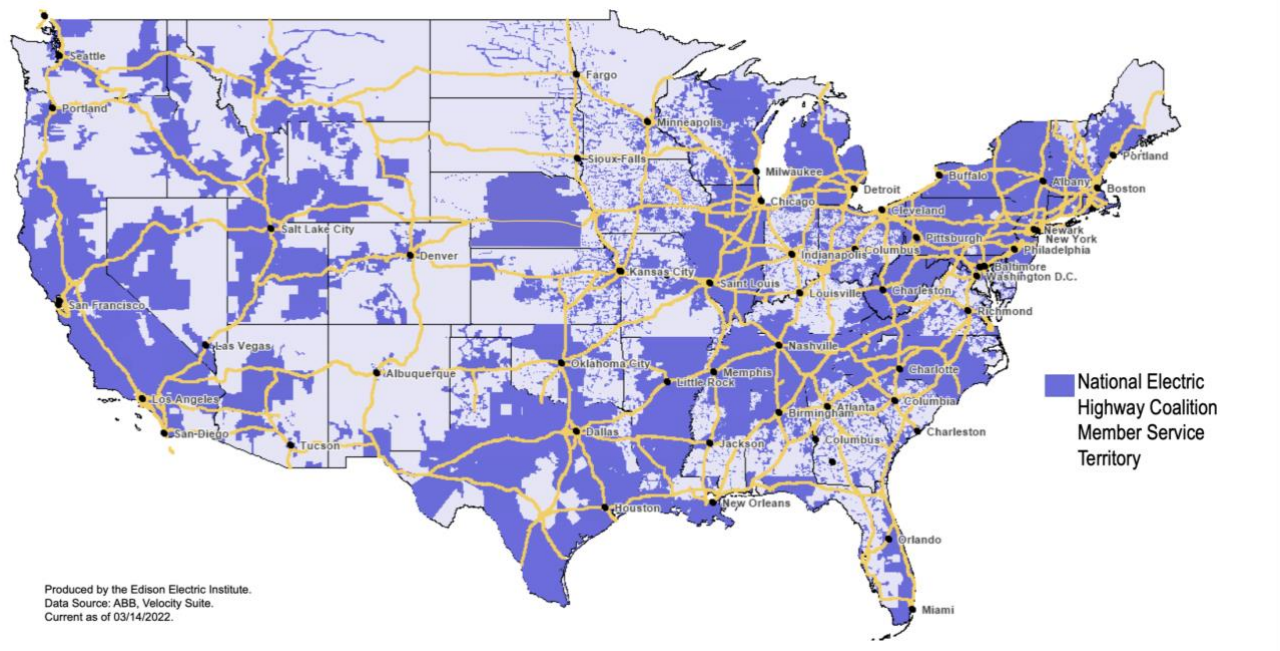 Seattle
Portland
Fargo
Minneapolis
Sioux Falls
Milwaukee
Chicago
Detroit
Buffalo
Albany
Portland
Boston
Cleveland
Newark
New York
Pittsburgh
Philadelphia
Columbus
Indianapolis
Baltimore
Washington D.C.
Salt Lake City
Denver
Kansas City
Saint Louis
Louisville
Charleston
Richmond
San Francisco
Las Vegas
Nashville
Albuquerque
Oklahoma City
Memphis
Little Rock
Charlotte
Los Angeles
Birmingham
Atlanta
Columbia
San Diego
Tucson
Dallas
Jackson
Columbus
Charleston
Houston
New Orleans
Orlando
Miami
National Electric
Highway Coalition
Member Service
Territory
Produced by the Edison Electric Institute.
Data Source: ABB, Velocity Suite.
Current as of 03/14/2022.